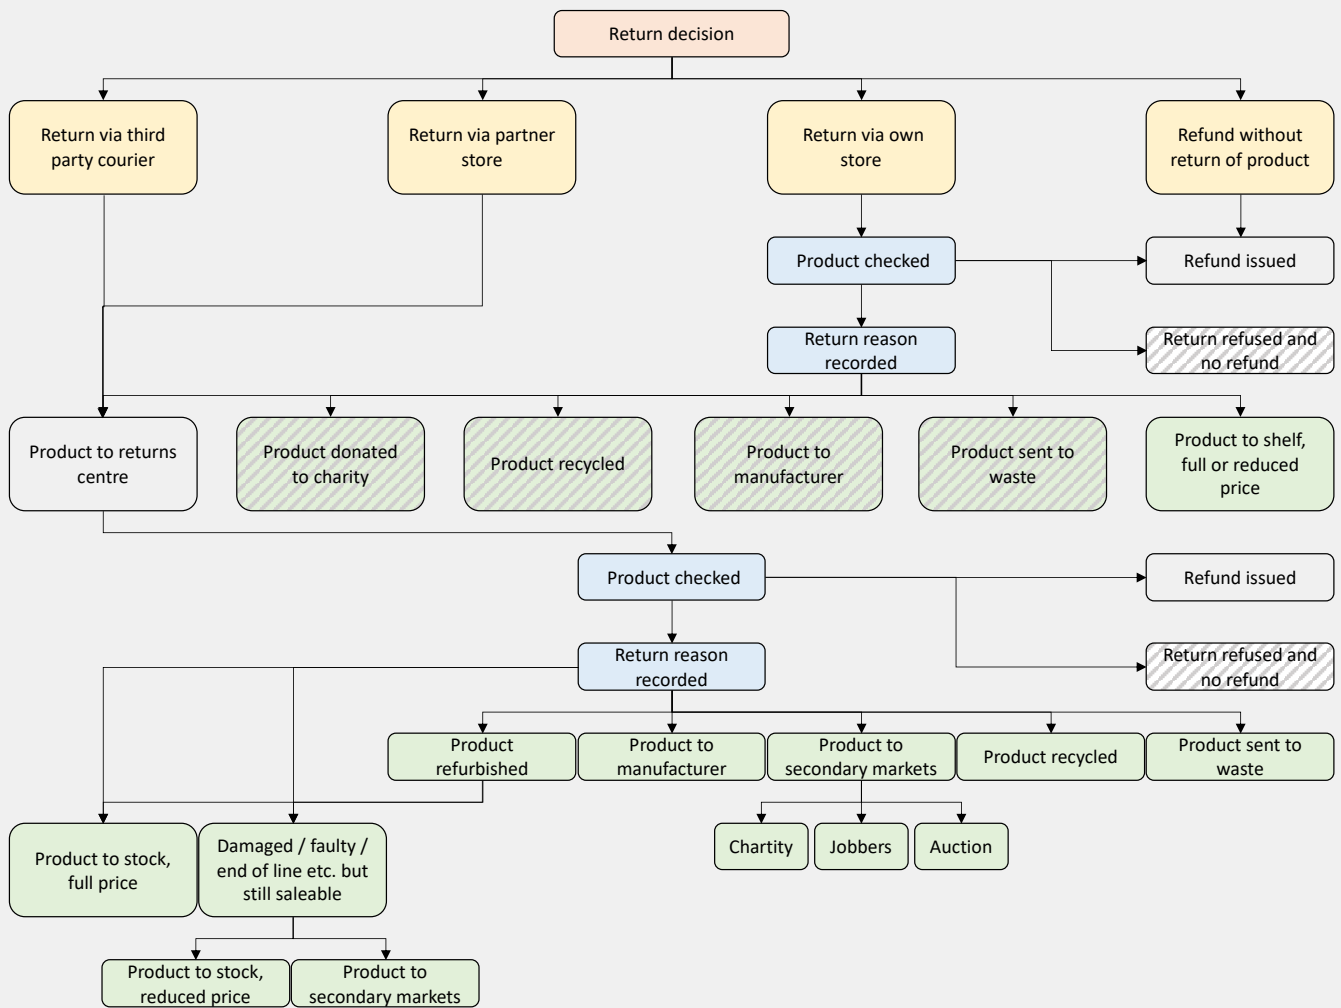 Return decision
Return via third
party courier
Return via partner
store
Return via own
store
Refund without
return of product
Product checked
Refund issued
Return reason
recorded
Return refused and
no refund
Product to returns
centre
Product donated
to charity
Product recycled
Product to
manufacturer
Product sent to
waste
Product to shelf,
full or reduced
price
Product checked
Refund issued
Return reason
recorded
Return refused and
no refund
Product
refurbished
Product to
manufacturer
Product to
secondary markets
Product recycled
Product sent to
waste
Product to stock,
full price
Damaged / faulty /
end of line etc. but
still saleable
Chartity
Jobbers
Auction
Product to stock,
reduced price
Product to
secondary markets